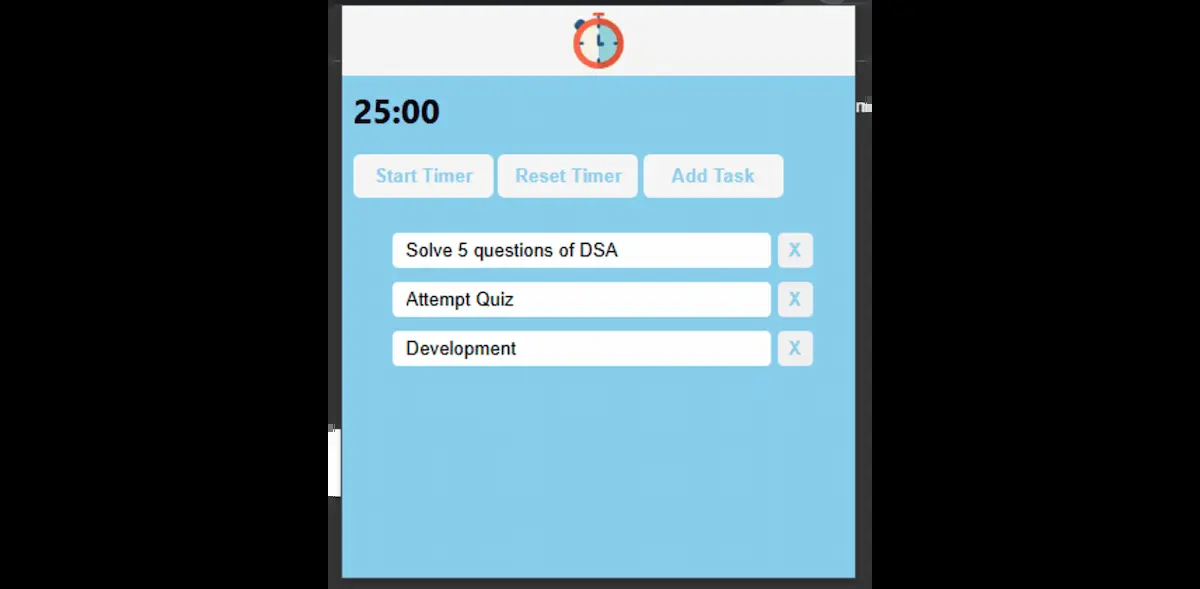 25:00
Start Timer Reset Timer Add Task
Solve 5 questions of DSA X
Attempt Quiz X
Development X